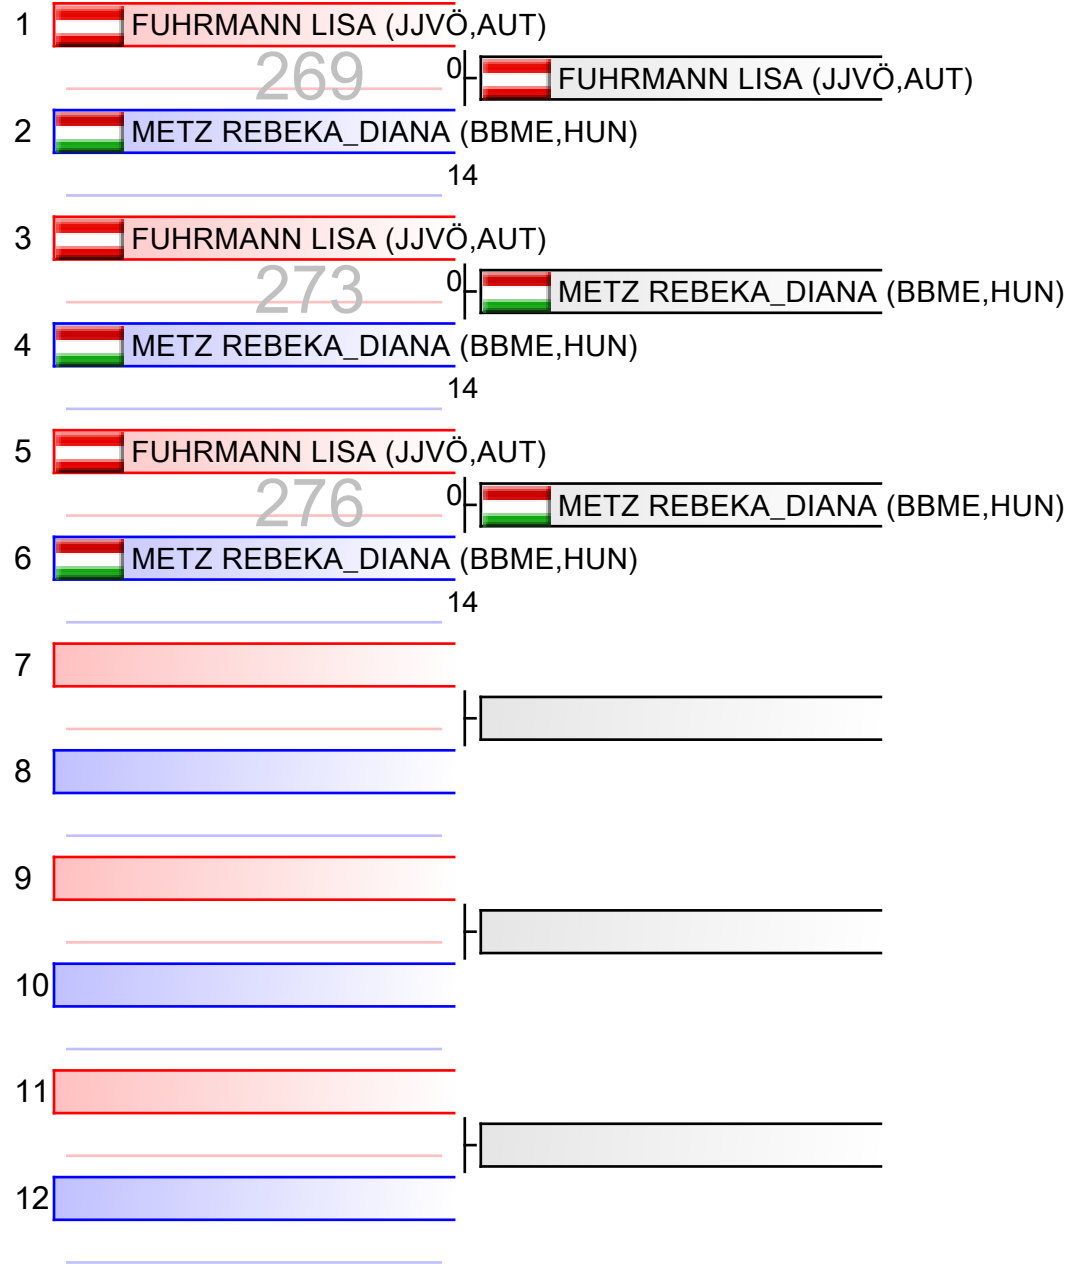 1 FUHRMANN LISA (JJVÖ,AUT)
269 0 FUHRMANN LISA (JJVÖ,AUT)
2 METZ REBEKA_DIANA (BBME,HUN)
14
3 FUHRMANN LISA (JJVÖ,AUT)
273 0 METZ REBEKA_DIANA (BBME,HUN)
4 METZ REBEKA_DIANA (BBME,HUN)
14
5 FUHRMANN LISA (JJVÖ,AUT)
276 0 METZ REBEKA_DIANA (BBME,HUN)
6 METZ REBEKA_DIANA (BBME,HUN)
14
7
8
9
10
11
12